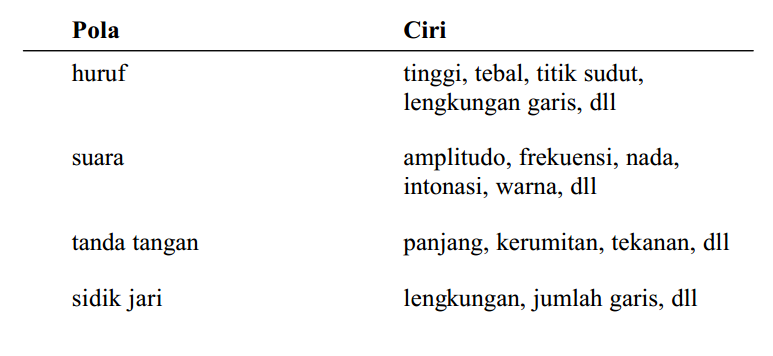 Pola Ciri
huruf tinggi, tebal, titik sudut,
lengkungan garis, dll
suara amplitudo, frekuensi, nada,
intonasi, warna, dll
tanda tangan panjang, kerumitan, tekanan, dll
sidik jari lengkungan, jumlah garis, dll